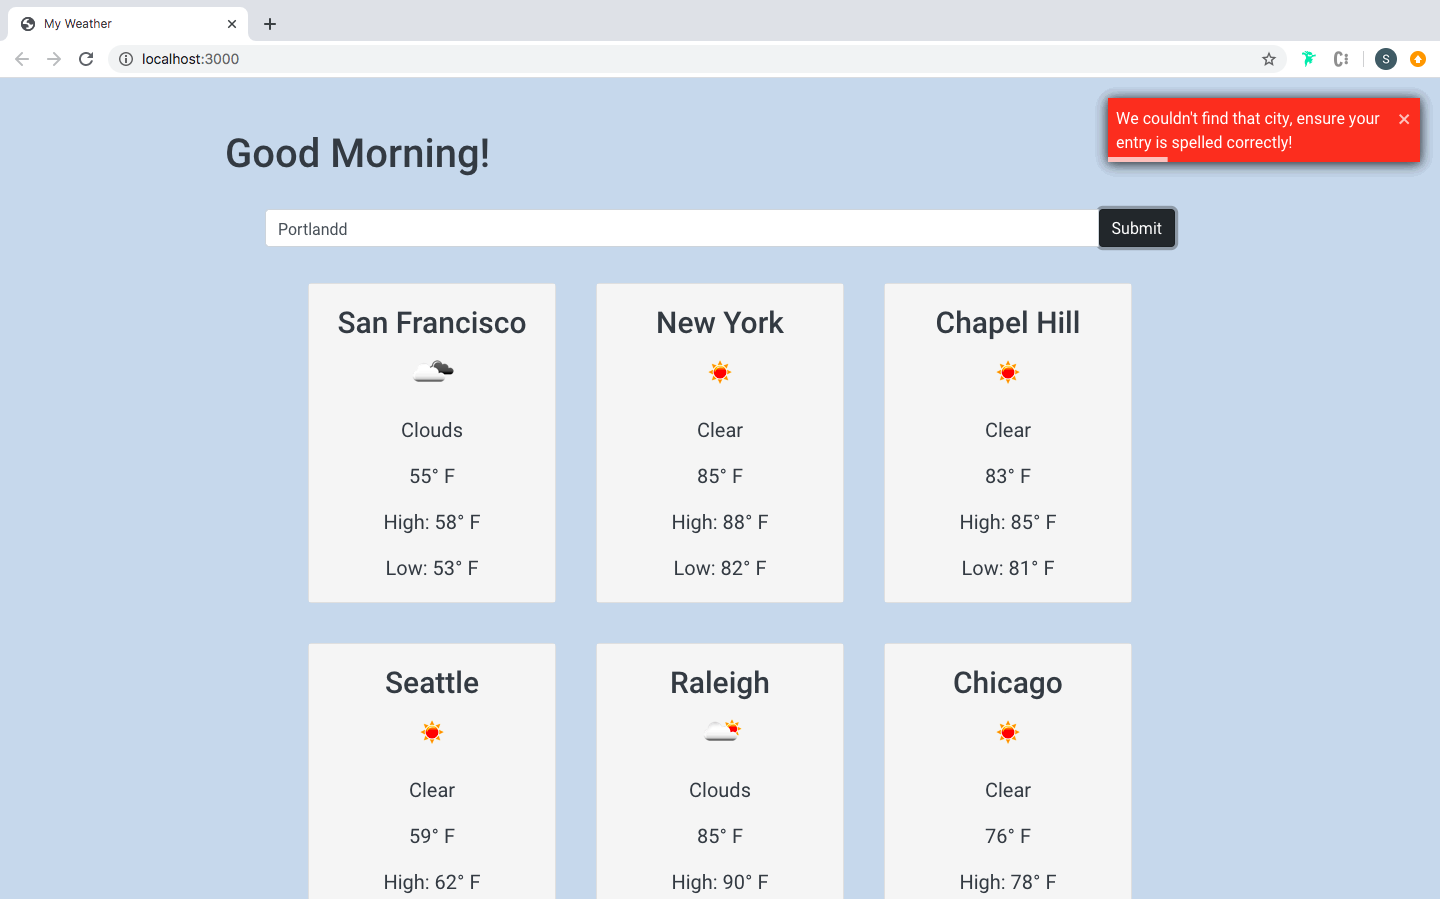 My Weather
localhost:3000
S
We couldn't find that city, ensure your
entry is spelled correctly!
Good Morning!
Portlandd
Submit
San Francisco
Clouds
55° F
High: 58° F
Low: 53° F
New York
Clear
85° F
High: 88° F
Low: 82° F
Chapel Hill
Clear
83° F
High: 85° F
Low: 81° F
Seattle
Clear
59° F
High: 62° F
Raleigh
Clouds
85° F
High: 90° F
Chicago
Clear
76° F
High: 78° F